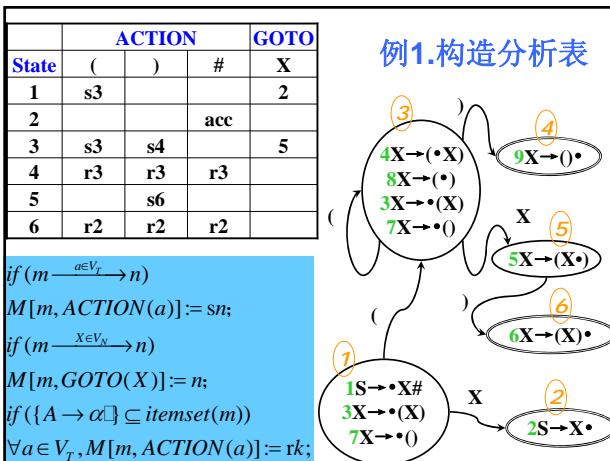 例1.构造分析表
ACTION GOTO
State ( ) # X
1 s3 2
2 acc
3 s3 s4 5
4 r3 r3 r3
5 s6
6 r2 r2 r2
if (m —a∈V_T→ n)
M[m, ACTION(a)] := sn;
if (m —X∈V_N→ n)
M[m, GOTO(X)] := n;
if ({A → α□} ⊆ itemset(m))
∀a∈V_T, M[m, ACTION(a)] := rk;
3
4X→(•X)
8X→(•)
3X→•(X)
7X→•()
)
4
9X→()•
(
X
5
5X→(X•)
)
6
6X→(X)•
(
1
1S→•X#
3X→•(X)
7X→•()
X
2
2S→X•